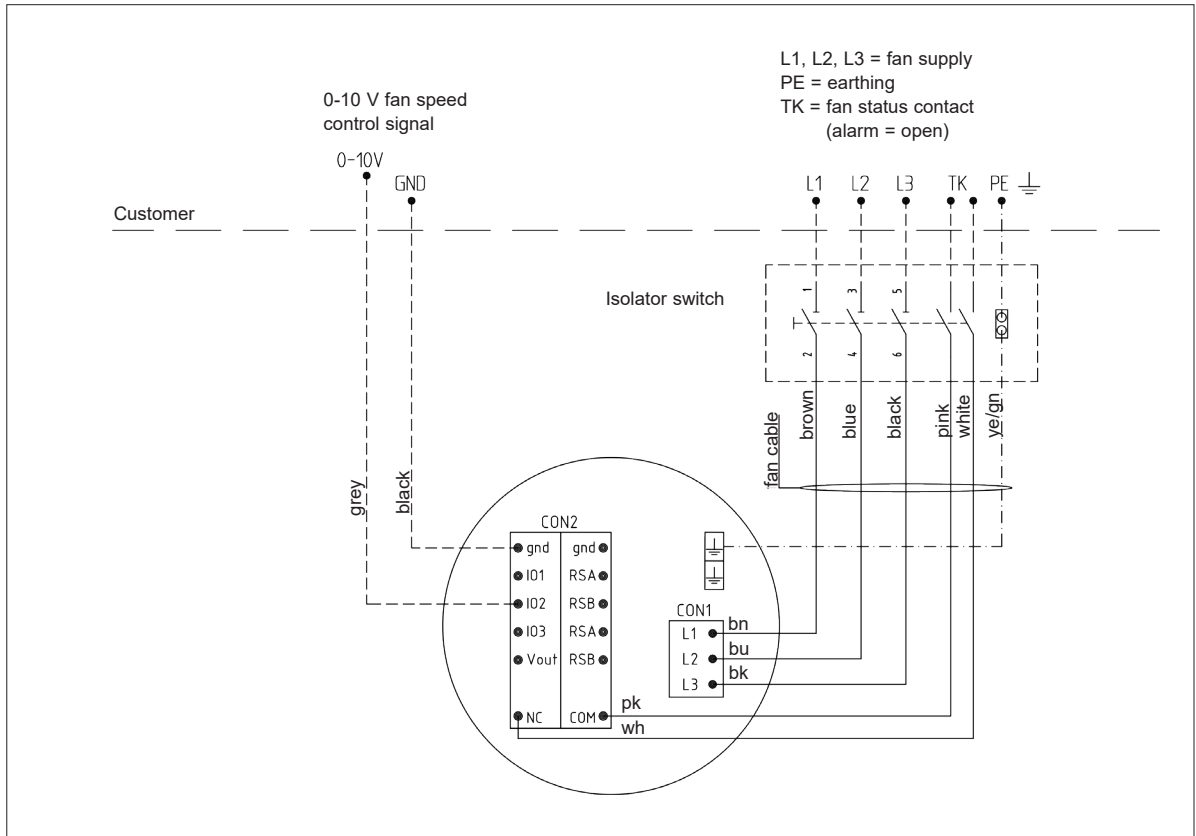 L1, L2, L3 = fan supply
PE = earthing
TK = fan status contact
(alarm = open)
0-10 V fan speed
control signal
0-10V
GND
L1 L2 L3 TK PE
Customer
Isolator switch
1 3 5
2 4 6
fan cable
brown
blue
black
pink
white
ye/gn
grey
black
CON2
gnd gnd
IO1 RSA
IO2 RSB
IO3 RSA
Vout RSB
NC COM
CON1
L1 bn
L2 bu
L3 bk
pk
wh